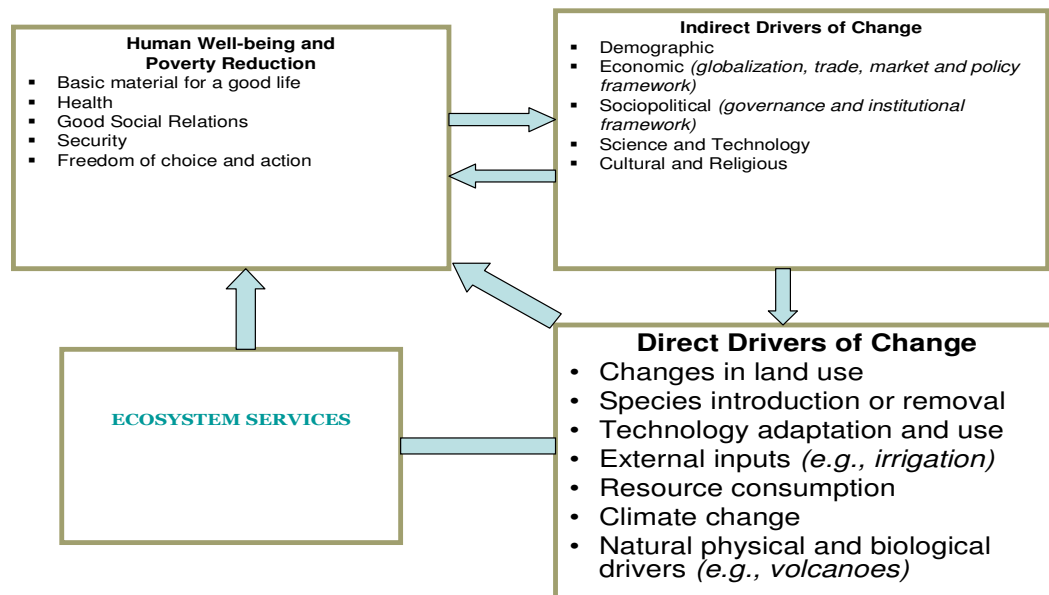 Human Well-being and
Poverty Reduction
▪ Basic material for a good life
▪ Health
▪ Good Social Relations
▪ Security
▪ Freedom of choice and action
Indirect Drivers of Change
▪ Demographic
▪ Economic (globalization, trade, market and policy
framework)
▪ Sociopolitical (governance and institutional
framework)
▪ Science and Technology
▪ Cultural and Religious
ECOSYSTEM SERVICES
Direct Drivers of Change
• Changes in land use
• Species introduction or removal
• Technology adaptation and use
• External inputs (e.g., irrigation)
• Resource consumption
• Climate change
• Natural physical and biological
drivers (e.g., volcanoes)